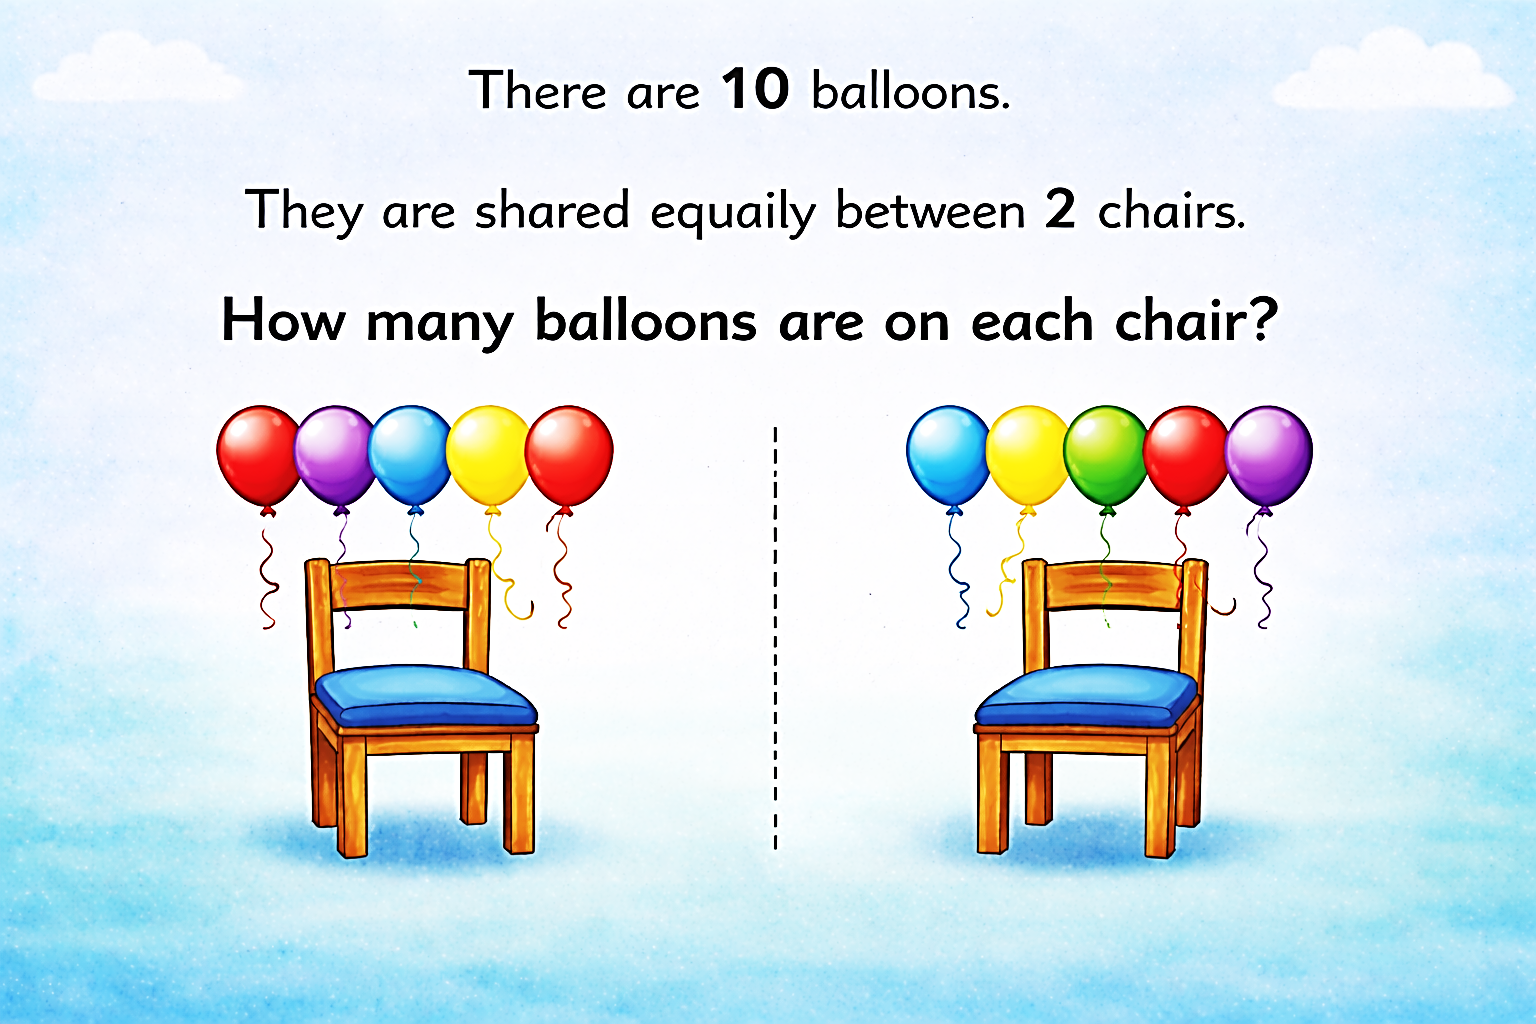 There are 10 balloons.
They are shared equaily between 2 chairs.
How many balloons are on each chair?